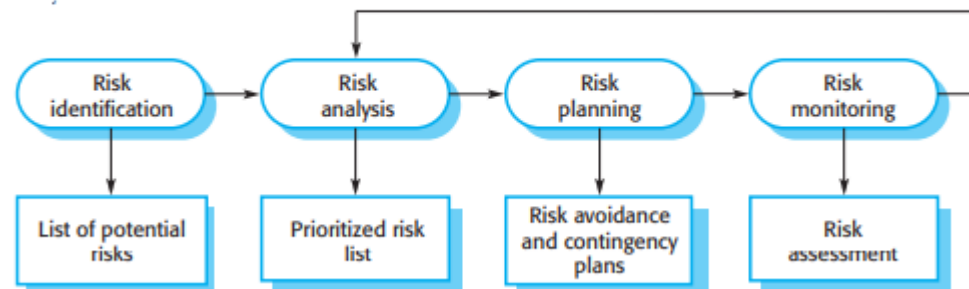 Risk
identification
Risk
analysis
Risk
planning
Risk
monitoring
List of potential
risks
Prioritized risk
list
Risk avoidance
and contingency
plans
Risk
assessment